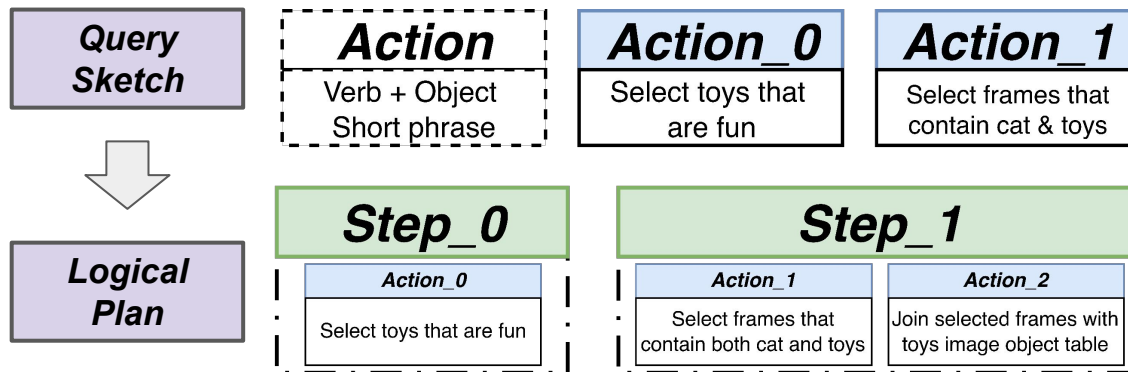 Query
Sketch
Action
Verb + Object
Short phrase
Action_0
Select toys that
are fun
Action_1
Select frames that
contain cat & toys
Logical
Plan
Step_0
Action_0
Select toys that are fun
Step_1
Action_1
Select frames that
contain both cat and toys
Action_2
Join selected frames with
toys image object table